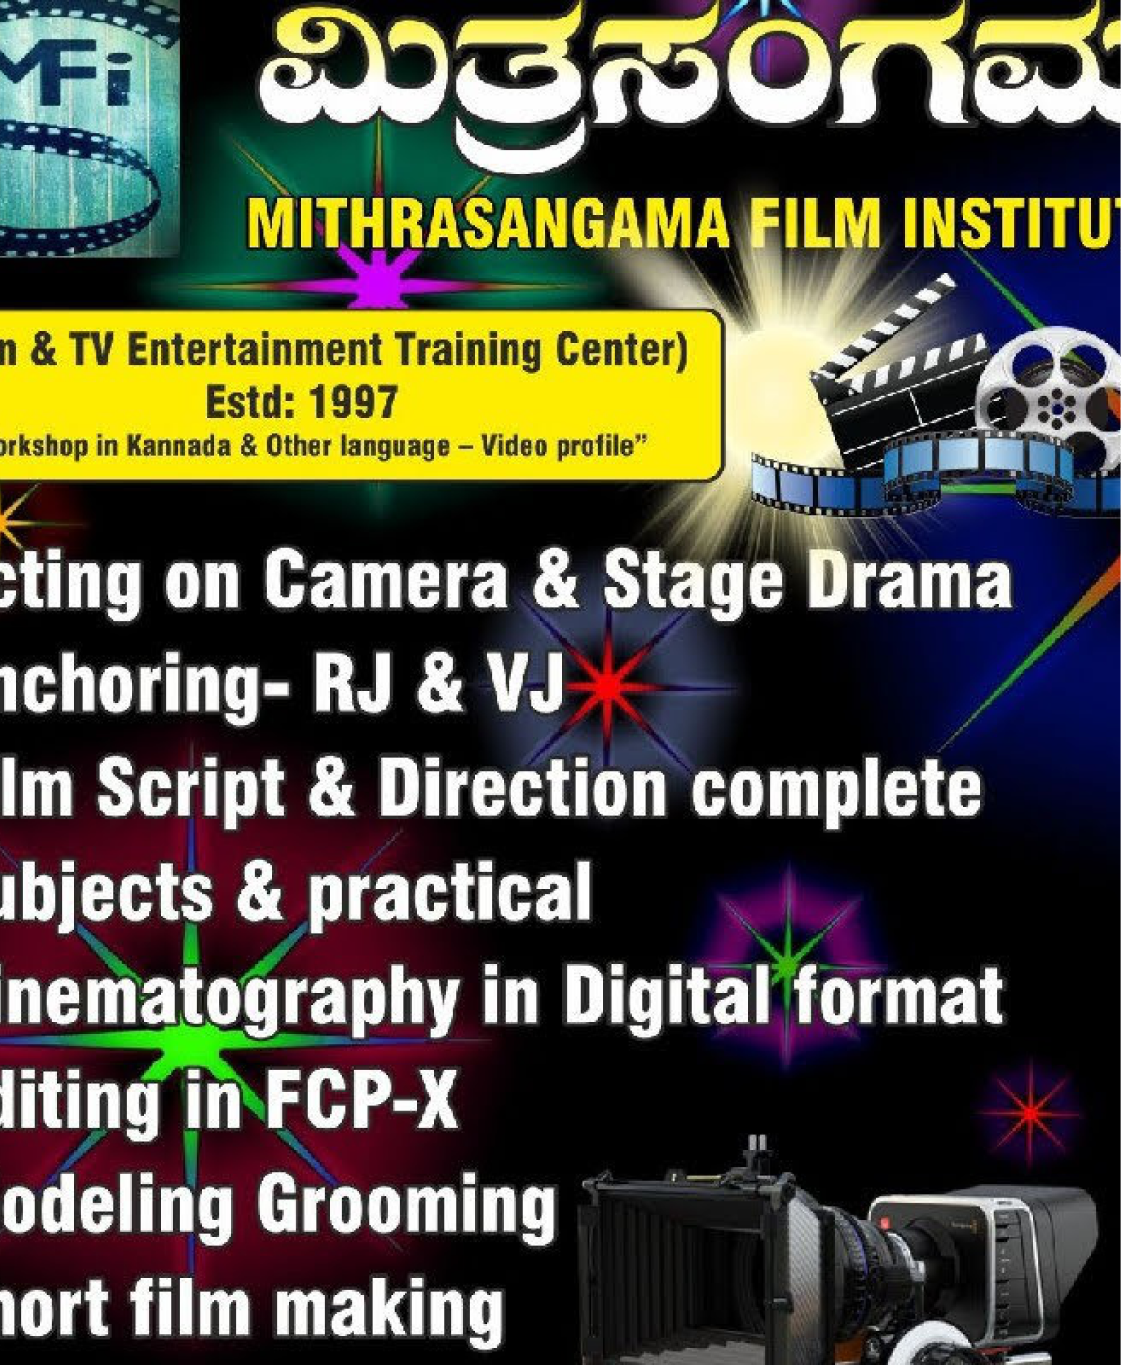 MFi
ಮಿತ್ರಸಂಗಮ
MITHRASANGAMA FILM INSTITUT
m & TV Entertainment Training Center)
Estd: 1997
orkshop in Kannada & Other language – Video profile”
cting on Camera & Stage Drama
nchoring- RJ & VJ
ilm Script & Direction complete
ubjects & practical
inematography in Digital format
diting in FCP-X
odeling Grooming
hort film making